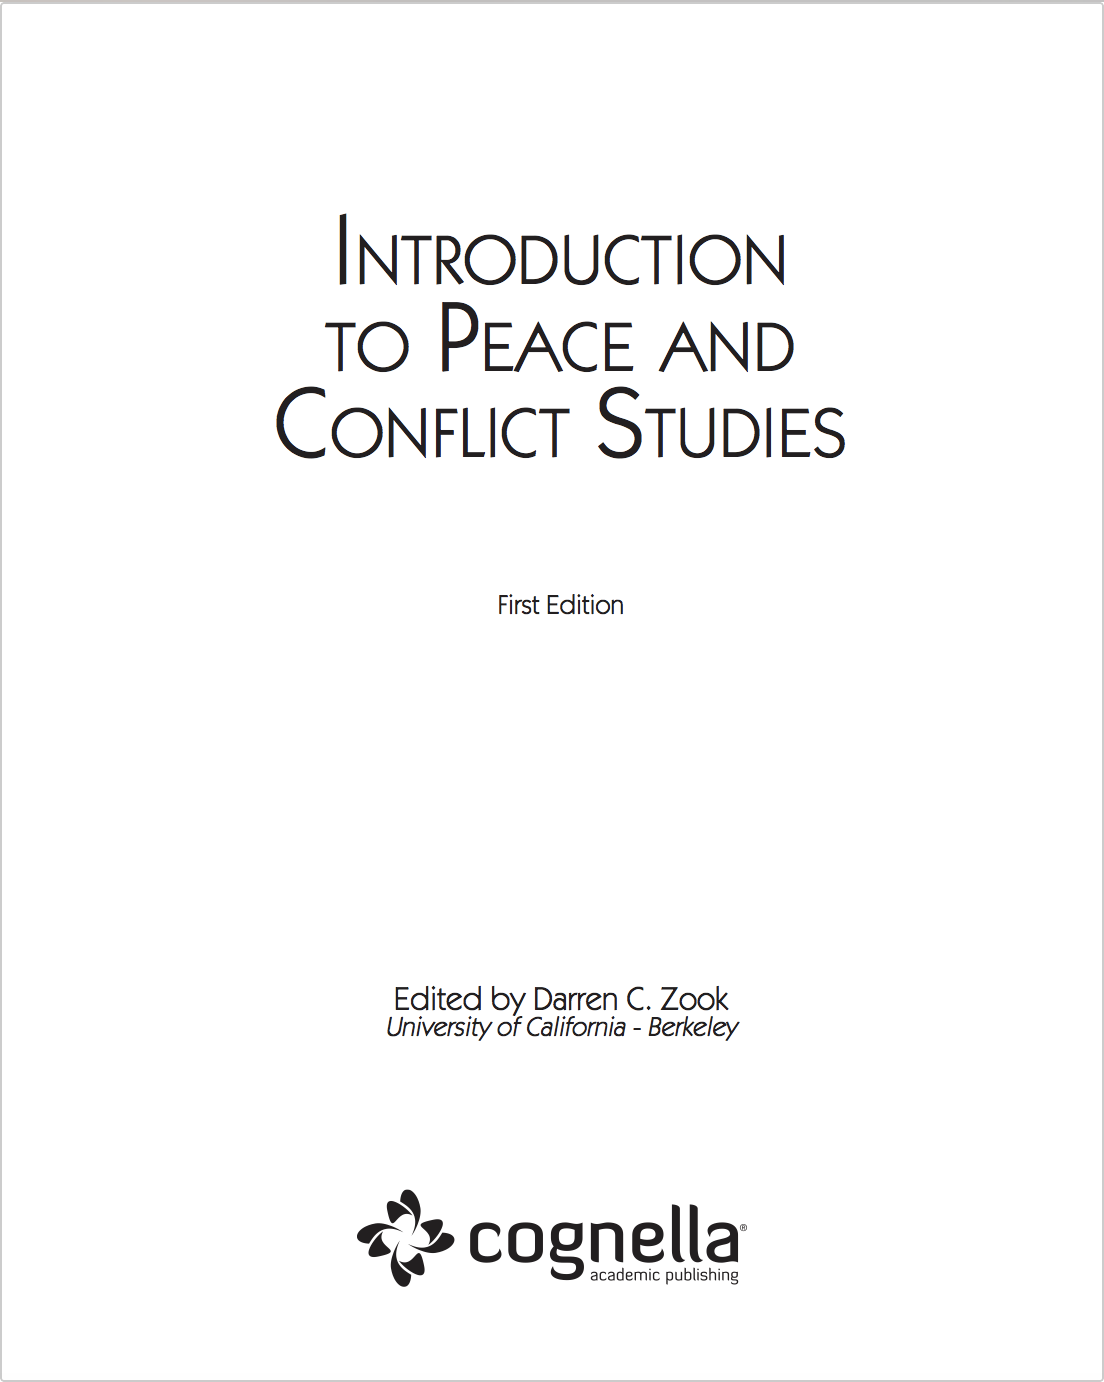 INTRODUCTION
TO PEACE AND
CONFLICT STUDIES
First Edition
Edited by Darren C. Zook
University of California - Berkeley
cognella®
academic publishing